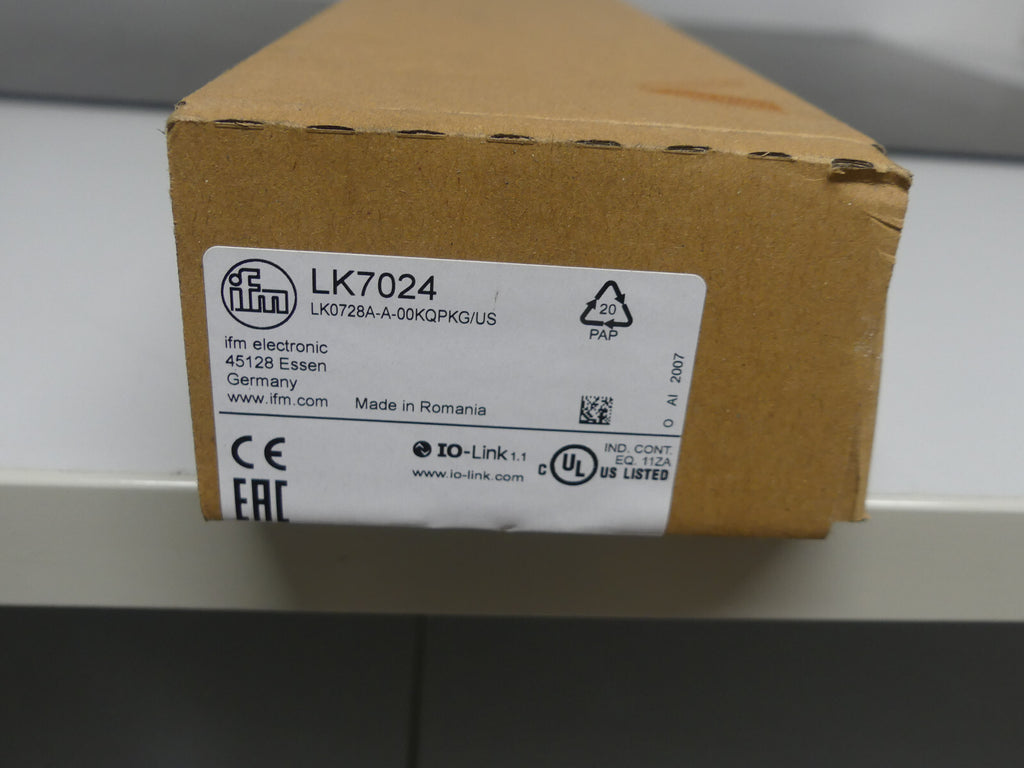 ifm
LK7024
LK0728A-A-00KQPKG/US
20
PAP
ifm electronic
45128 Essen
Germany
www.ifm.com
Made in Romania
O AI 2007
CE
IO-Link 1.1
www.io-link.com
C UL US LISTED
IND. CONT.
EQ. 11ZA
EAC